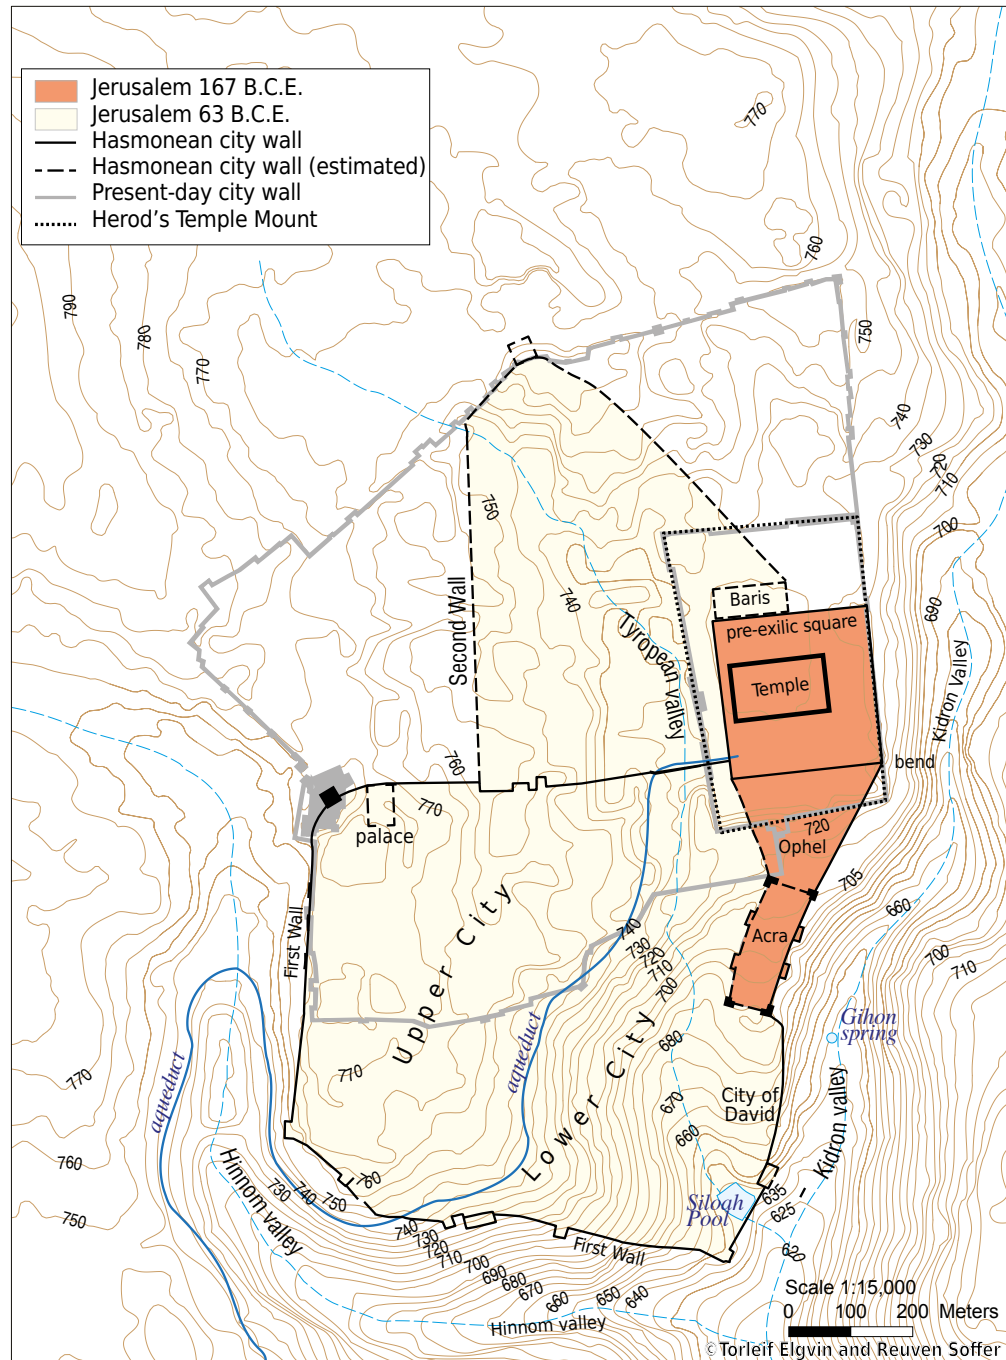 Jerusalem 167 B.C.E.
Jerusalem 63 B.C.E.
Hasmonean city wall
Hasmonean city wall (estimated)
Present-day city wall
Herod's Temple Mount
770
760
790
780
770
750
740
730
720
710
700
690
750
740
Second Wall
Tyropean valley
Baris
pre-exilic square
Temple
Kidron Valley
bend
760
770
palace
720
Ophel
705
660
700
710
First Wall
Upper City
Acra
740
730
720
710
700
680
670
660
Gihon
spring
aqueduct
aqueduct
Lower City
City of
David
Kidron valley
770
770
760
750
760
730
740
750
Hinnom valley
Siloah
Pool
635
625
620
740
730
720
710
700
690
680
670
660
650
640
First Wall
Hinnom valley
Scale 1:15,000
0 100 200 Meters
©Torleif Elgvin and Reuven Soffer